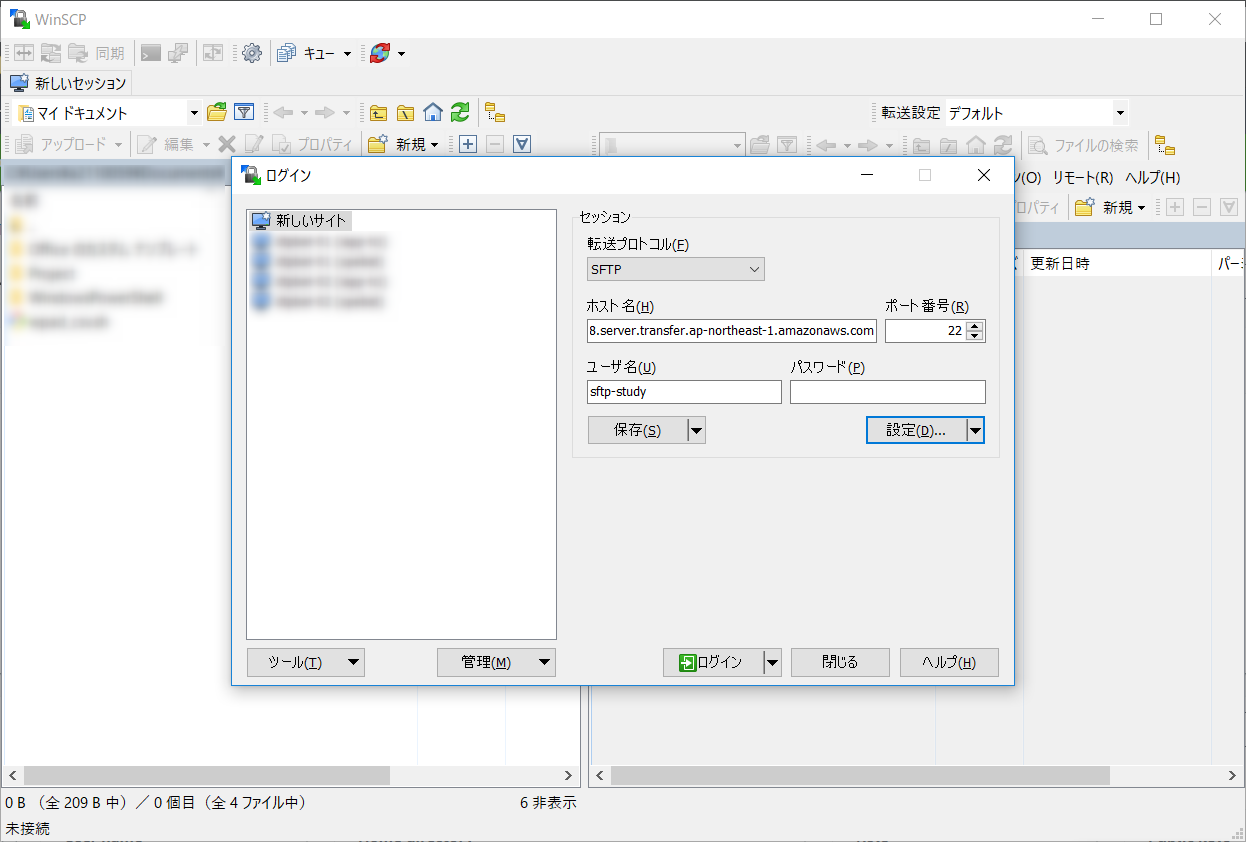 WinSCP
同期
キュー
新しいセッション
マイ ドキュメント
転送設定 デフォルト
アップロード 編集 プロパティ 新規
ファイルの検索
ログイン
(O) リモート(R) ヘルプ(H)
新しいサイト
セッション
ロパティ 新規
転送プロトコル(F)
更新日時
パー
SFTP
ホスト名(H) ポート番号(R)
8.server.transfer.ap-northeast-1.amazonaws.com 22
ユーザ名(U) パスワード(P)
sftp-study
保存(S) 設定(D)...
ツール(T) 管理(M) ログイン 閉じる ヘルプ(H)
0 B （全 209 B 中）／ 0 個目（全 4 ファイル中） 6 非表示
未接続